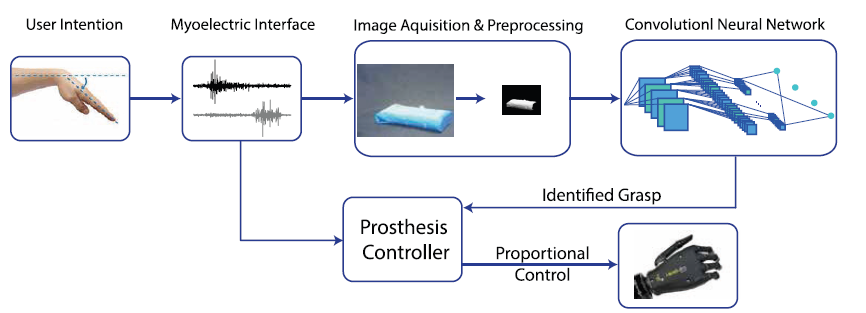 User Intention
Myoelectric Interface
Image Aquisition & Preprocessing
Convolutionl Neural Network
Identified Grasp
Prosthesis
Controller
Proportional
Control